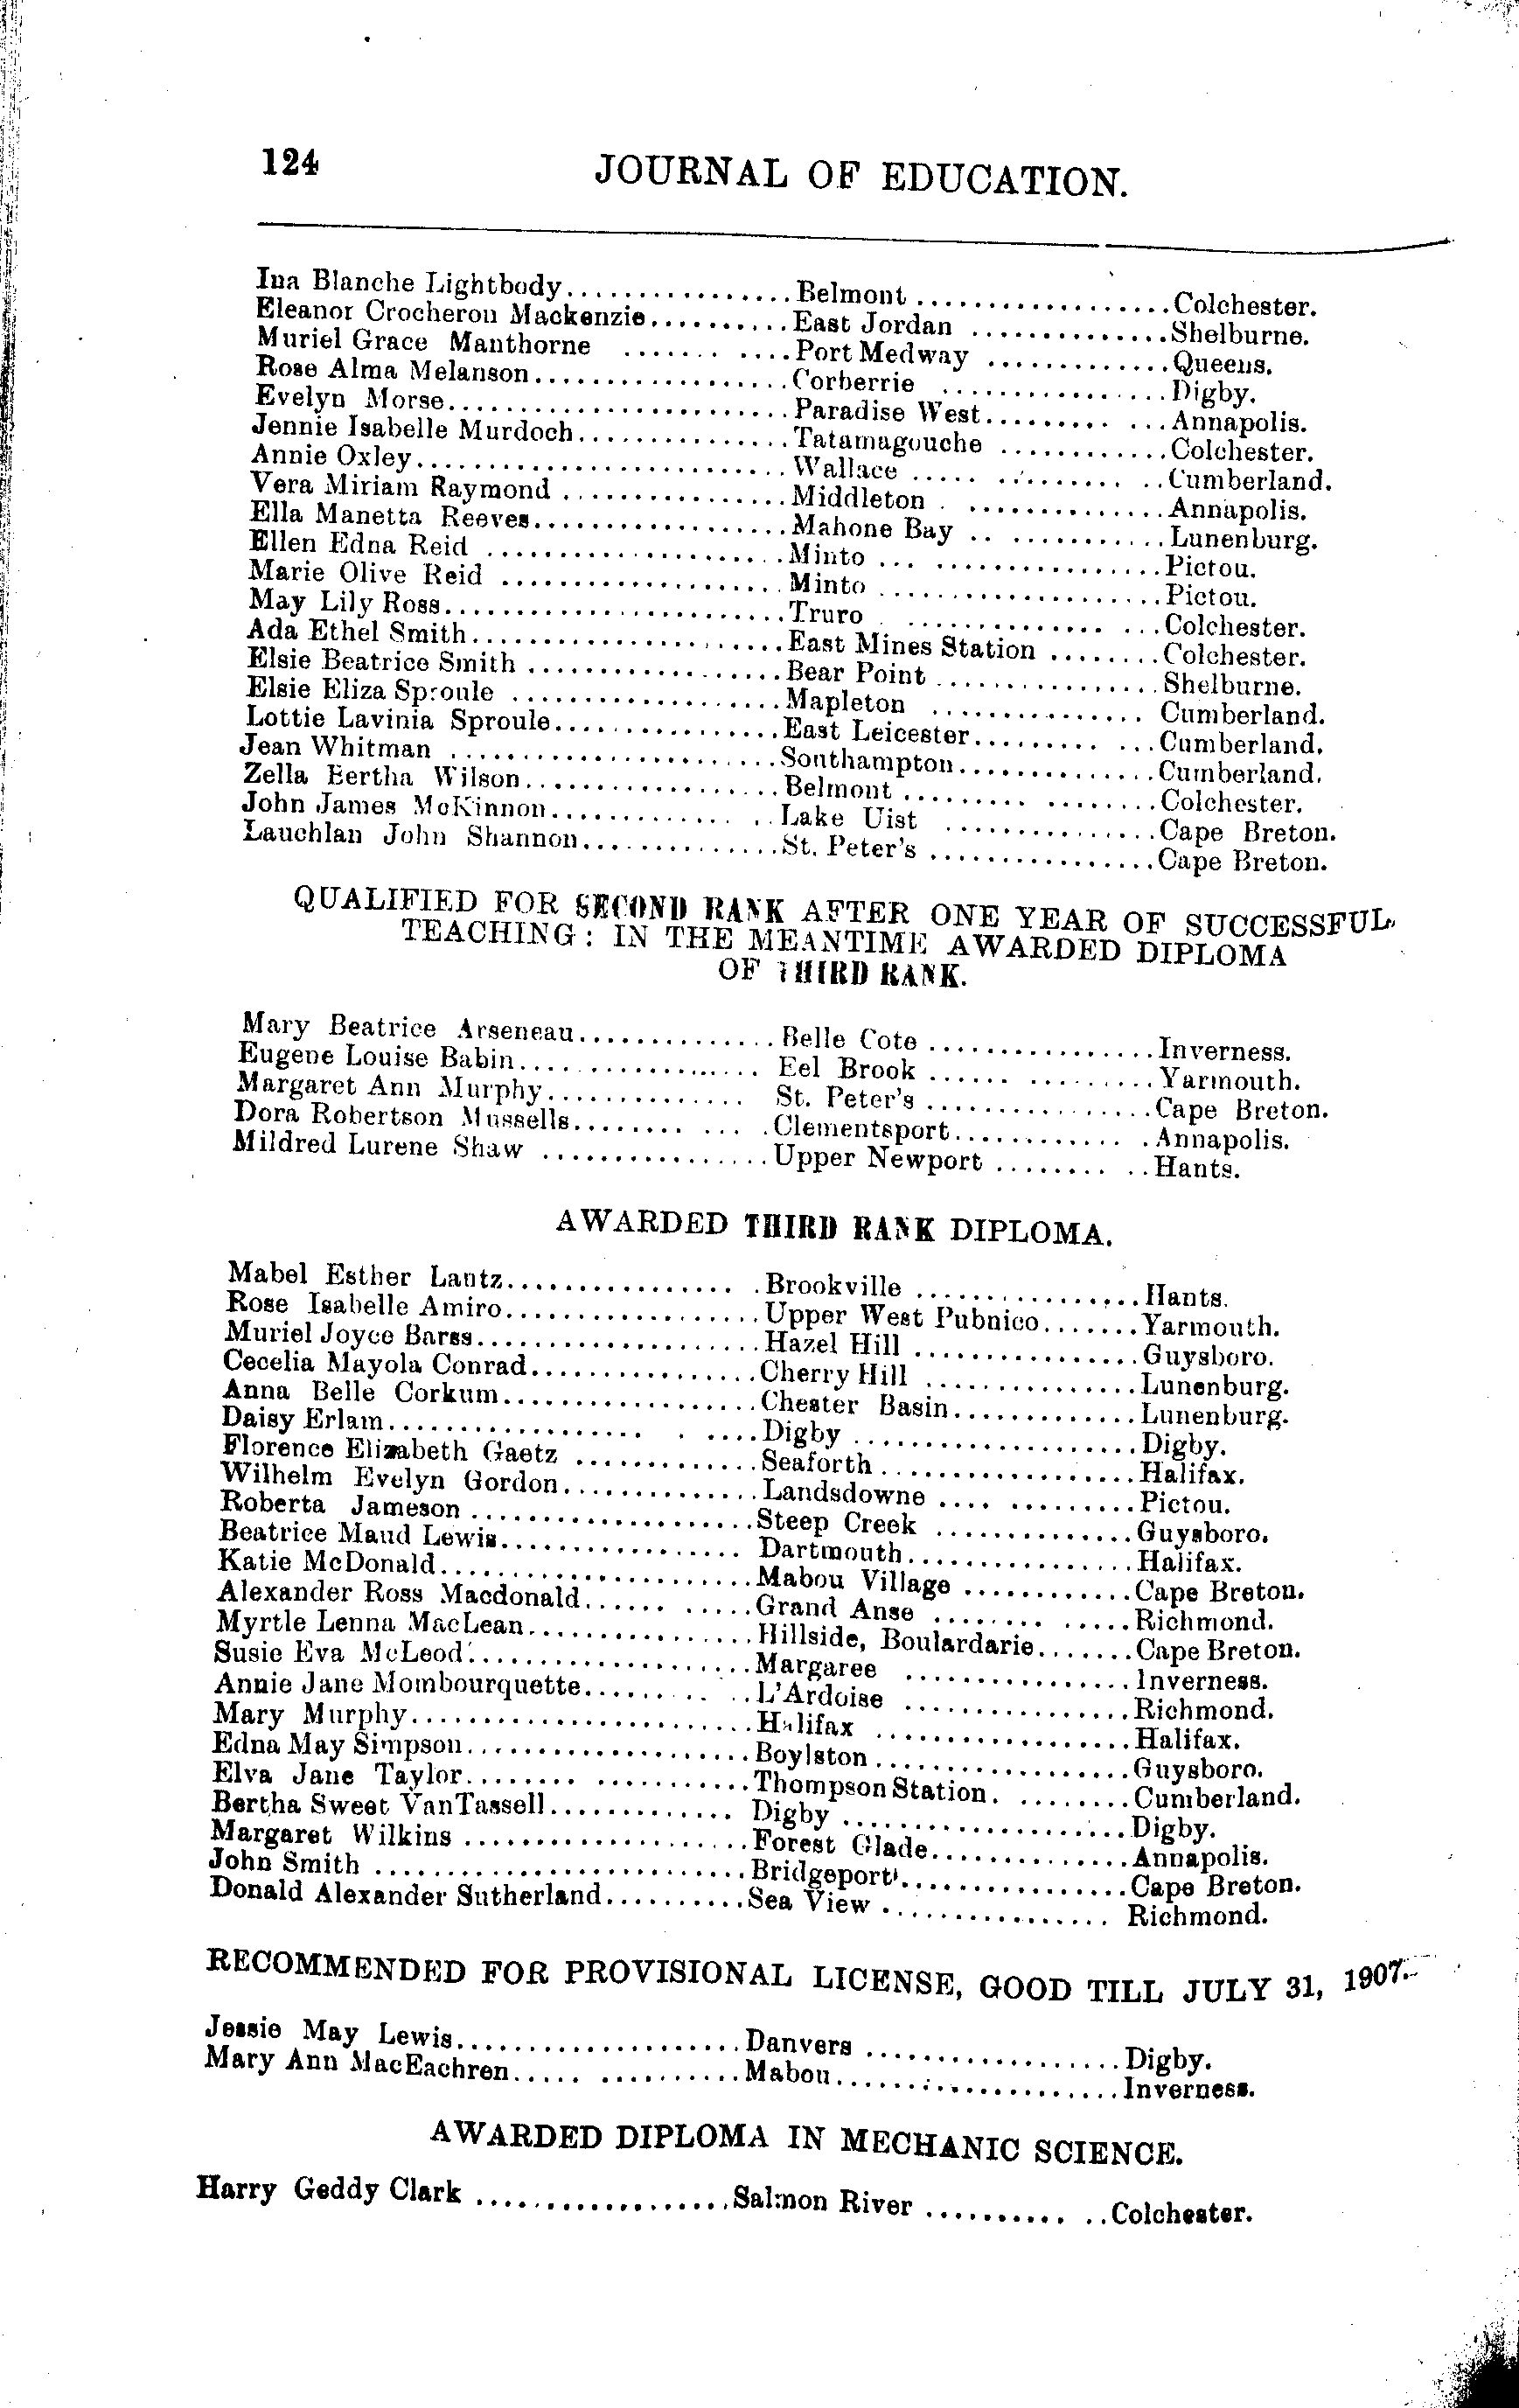 124 JOURNAL OF EDUCATION.
Ina Blanche Lightbody................Belmont..................Colchester.
Eleanor Crocheron Mackenzie..........East Jordan..............Shelburne.
Muriel Grace Manthorne ....... ....Port Medway.............Queens.
Rose Alma Melanson..................Corberrie ................Digby.
Evelyn Morse........................Paradise West......... ...Annapolis.
Jennie Isabelle Murdoch...............Tatamagouche ............Colchester.
Annie Oxley..........................Wallace ..... ......... ..Cumberland.
Vera Miriam Raymond ................Middleton . ..............Annapolis.
Ella Manetta Reeves..................Mahone Bay .. ...........Lunenburg.
Ellen Edna Reid .....................Minto ... ................Pictou.
Marie Olive Reid ....................Minto ....................Pictou.
May Lily Ross........................Truro . .............. ...Colchester.
Ada Ethel Smith......................East Mines Station ........Colchester.
Elsie Beatrice Smith ..................Bear Point ................Shelburne.
Elsie Eliza Sproule ...................Mapleton ............... Cumberland.
Lottie Lavinia Sproule................East Leicester......... ...Cumberland.
Jean Whitman .......................Southampton..............Cumberland.
Zella Bertha Wilson..................Belmont ......... ........Colchester.
John James McKinnon............. ..Lake Uist ...............Cape Breton.
Lauchlan John Shannon..............St. Peter's ................Cape Breton.
QUALIFIED FOR SECOND RANK AFTER ONE YEAR OF SUCCESSFUL
TEACHING: IN THE MEANTIME AWARDED DIPLOMA
OF THIRD RANK.
Mary Beatrice Arseneau..............Belle Cote ................Inverness.
Eugene Louise Babin................. Eel Brook ...... .........Yarmouth.
Margaret Ann Murphy.............. St. Peter's ................Cape Breton.
Dora Robertson Mussells........ ... .Clementsport............ .Annapolis.
Mildred Lurene Shaw ................Upper Newport ........ ..Hants.
AWARDED THIRD RANK DIPLOMA.
Mabel Esther Lantz................ .Brookville ................Hants.
Rose Isabelle Amiro..................Upper West Pubnico.......Yarmouth.
Muriel Joyce Barss....................Hazel Hill ................Guysboro.
Cecelia Mayola Conrad................Cherry Hill ...............Lunenburg.
Anna Belle Corkum..................Chester Basin.............Lunenburg.
Daisy Erlam.................. . ....Digby ....................Digby.
Florence Elizabeth Gaetz .............Seaforth..................Halifax.
Wilhelm Evelyn Gordon..............Landsdowne .... .........Pictou.
Roberta Jameson ....................Steep Creek ..............Guysboro.
Beatrice Maud Lewis................. Dartmouth................Halifax.
Katie McDonald......................Mabou Village ............Cape Breton.
Alexander Ross Macdonald...... .....Grand Anse ........ .....Richmond.
Myrtle Lenna MacLean................Hillside, Boulardarie.......Cape Breton.
Susie Eva McLeod....................Margaree ................Inverness.
Annie Jane Mombourquette......... ..L'Ardoise ................Richmond.
Mary Murphy........................Halifax ..................Halifax.
Edna May Simpson....................Boylston..................Guysboro.
Elva Jane Taylor........ ...........Thompson Station. ........Cumberland.
Bertha Sweet VanTassell............. Digby ....................Digby.
Margaret Wilkins ....................Forest Glade..............Annapolis.
John Smith ..........................Bridgeport................Cape Breton.
Donald Alexander Sutherland..........Sea View ................ Richmond.
RECOMMENDED FOR PROVISIONAL LICENSE, GOOD TILL JULY 31, 1907.
Jessie May Lewis....................Danvers ..................Digby.
Mary Ann MacEachren..... ..........Mabou....................Inverness.
AWARDED DIPLOMA IN MECHANIC SCIENCE.
Harry Geddy Clark ..................Salmon River .......... ..Colchester.